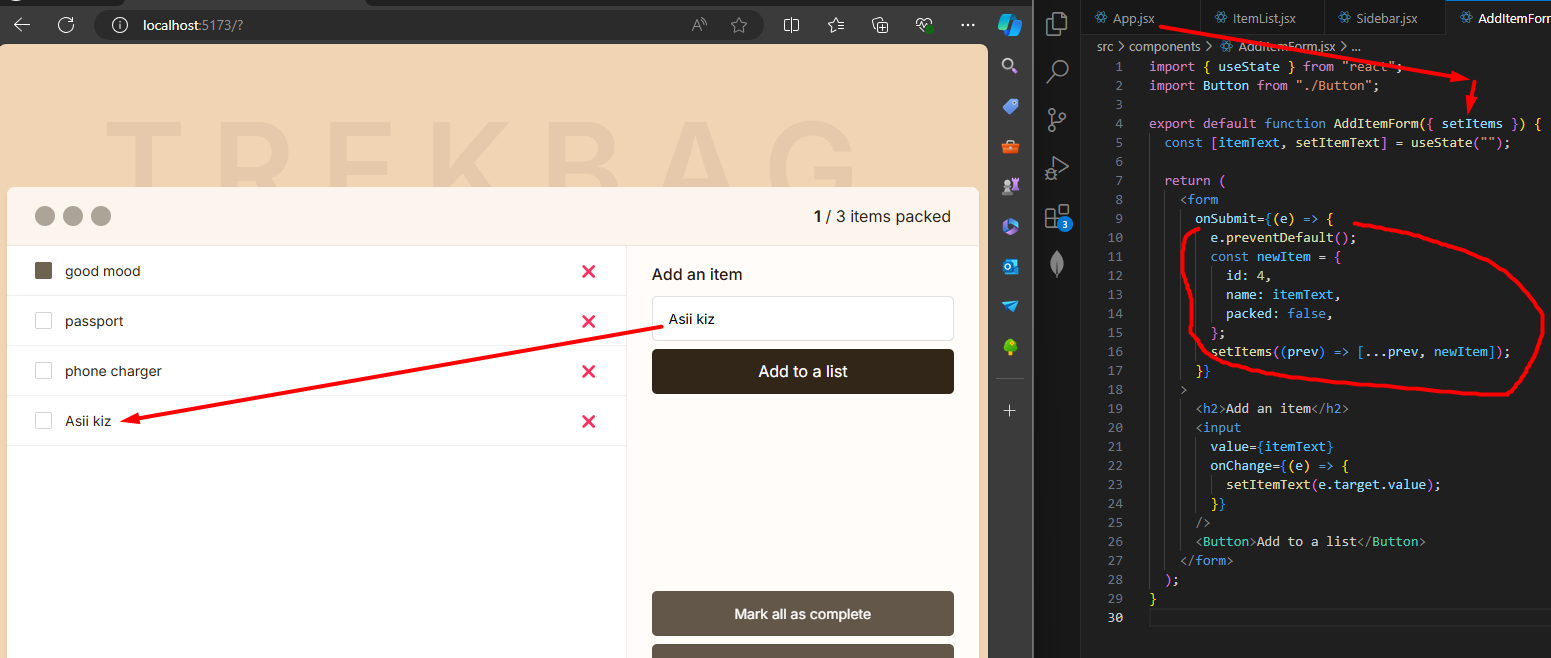 localhost:5173/?
TREKBAG
1 / 3 items packed
good mood
passport
phone charger
Asii kiz
Add an item
Asii kiz
Add to a list
Mark all as complete
3
App.jsx
ItemList.jsx
Sidebar.jsx
AddItemForm
src > components > AddItemForm.jsx > ...
1 import { useState } from "react";
2 import Button from "./Button";
3
4 export default function AddItemForm({ setItems }) {
5 const [itemText, setItemText] = useState("");
6
7 return (
8 <form
9 onSubmit={(e) => {
10 e.preventDefault();
11 const newItem = {
12 id: 4,
13 name: itemText,
14 packed: false,
15 };
16 setItems((prev) => [...prev, newItem]);
17 }}
18 >
19 <h2>Add an item</h2>
20 <input
21 value={itemText}
22 onChange={(e) => {
23 setItemText(e.target.value);
24 }}
25 />
26 <Button>Add to a list</Button>
27 </form>
28 );
29 }
30